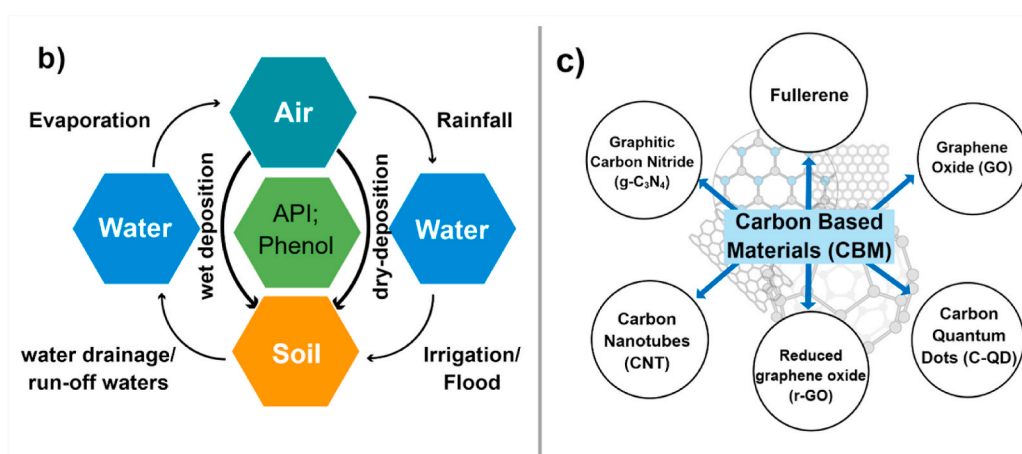 b)
Air
Evaporation
Rainfall
wet deposition
dry-deposition
API;
Phenol
Water
Water
Soil
water drainage/
run-off waters
Irrigation/
Flood
c)
Fullerene
Graphitic
Carbon Nitride
(g-C₃N₄)
Graphene
Oxide (GO)
Carbon Based
Materials (CBM)
Carbon
Nanotubes
(CNT)
Reduced
graphene oxide
(r-GO)
Carbon
Quantum
Dots (C-QD)